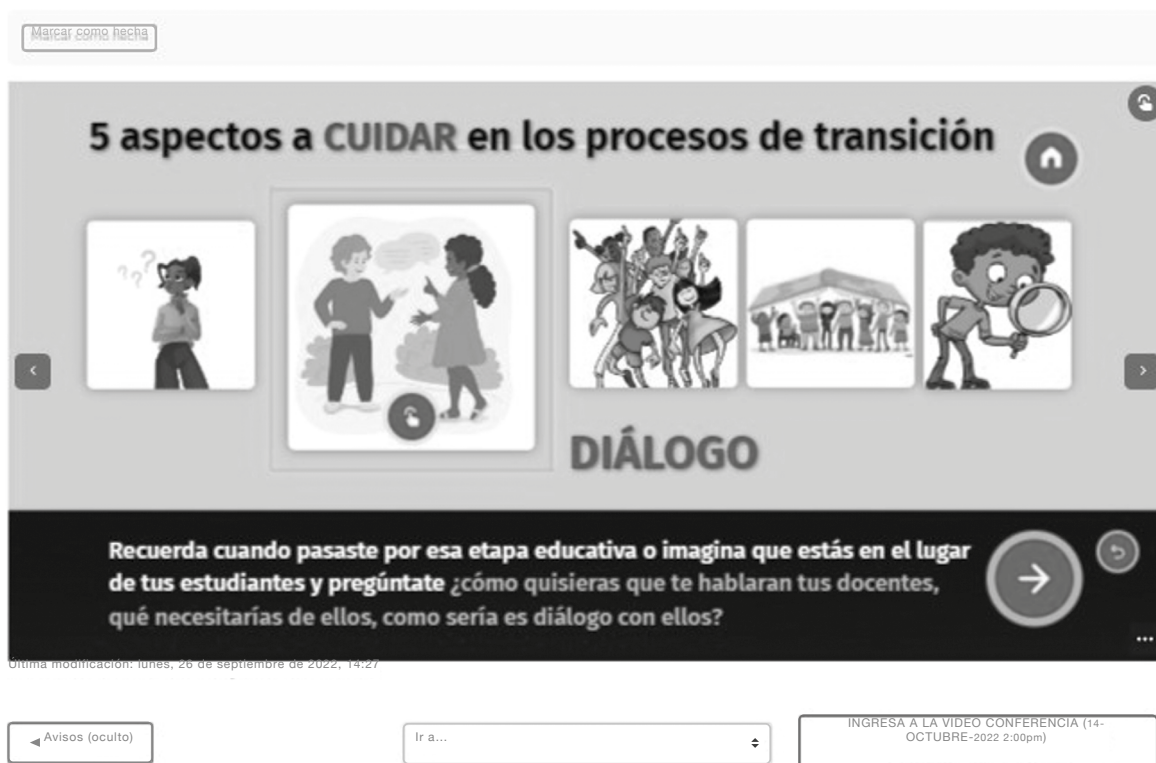 Marcar como hecha
5 aspectos a CUIDAR en los procesos de transición
? ? ?
DIÁLOGO
Recuerda cuando pasaste por esa etapa educativa o imagina que estás en el lugar
de tus estudiantes y pregúntate ¿cómo quisieras que te hablaran tus docentes,
qué necesitarías de ellos, como sería es diálogo con ellos?
Última modificación: lunes, 26 de septiembre de 2022, 14:27
◀ Avisos (oculto)
Ir a...
INGRESA A LA VIDEO CONFERENCIA (14-
OCTUBRE-2022 2:00pm)